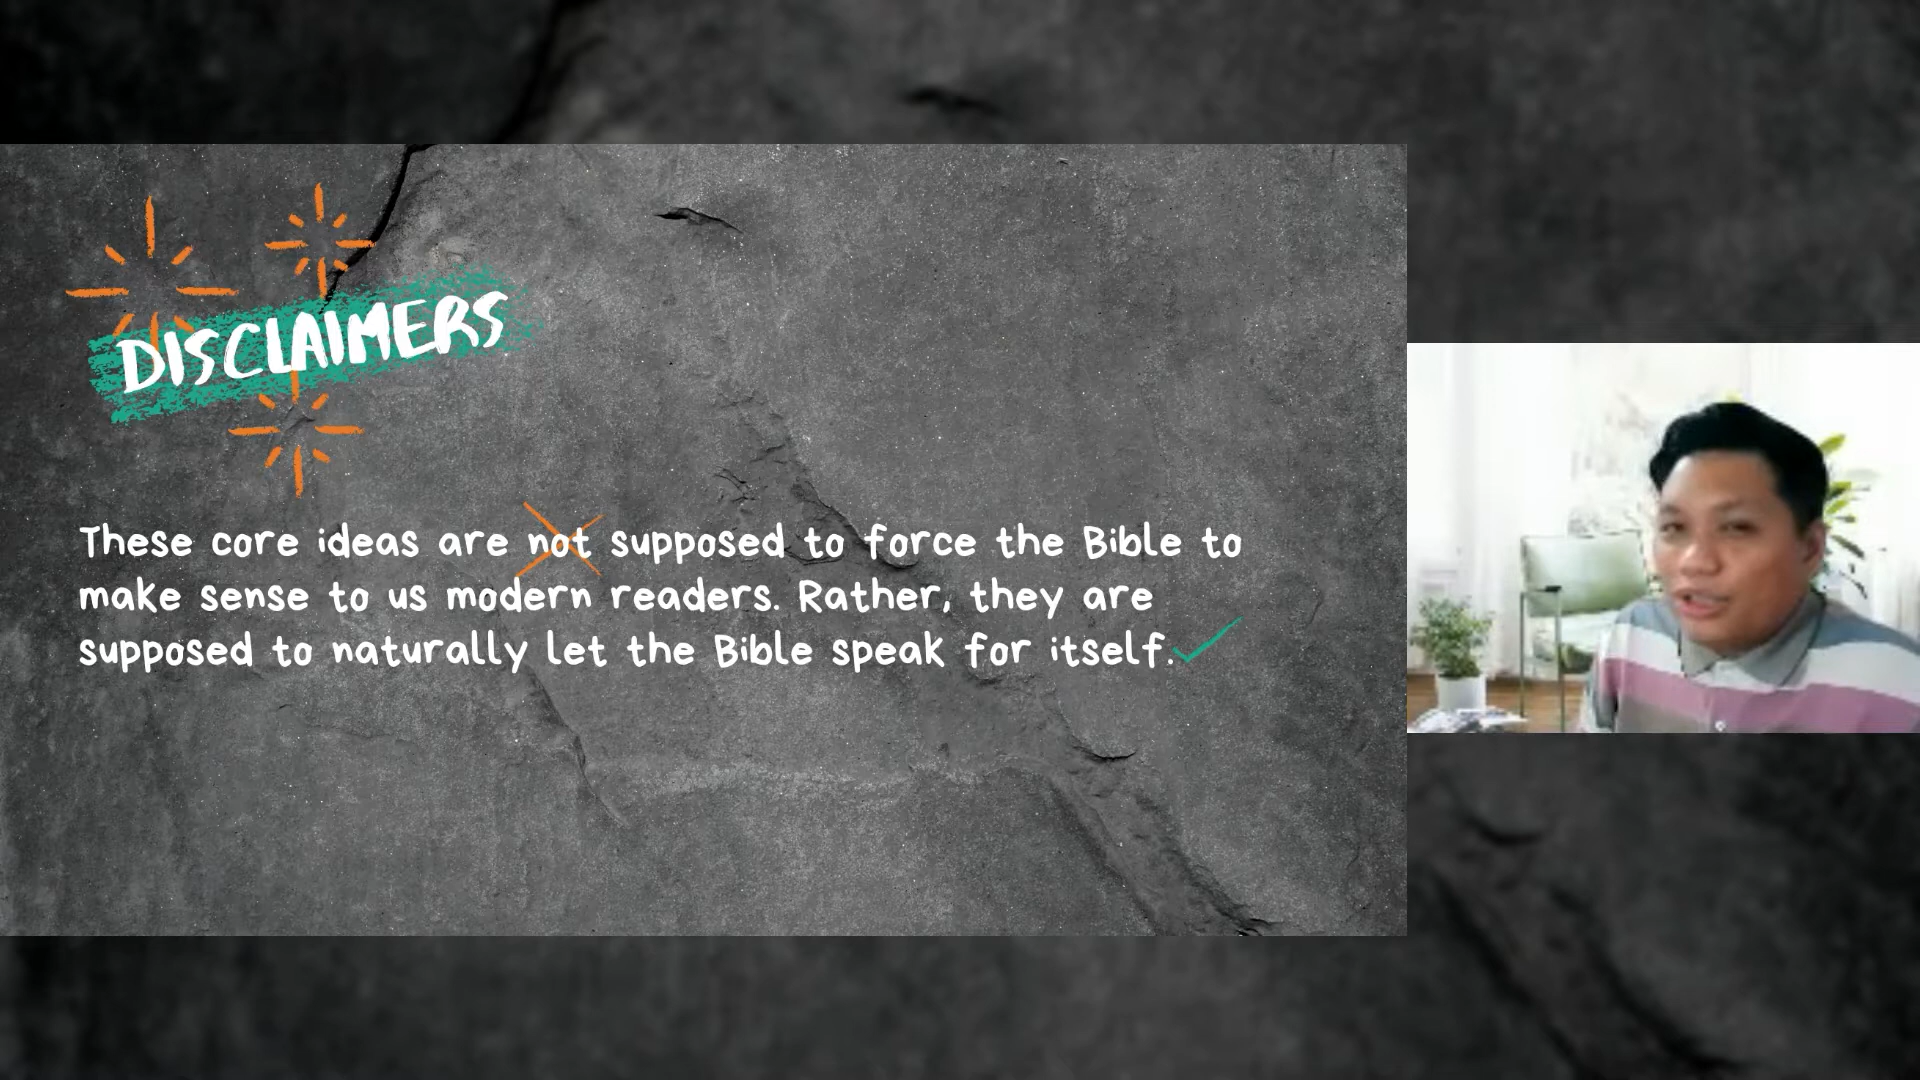 DISCLAIMERS
These core ideas are not supposed to force the Bible to
make sense to us modern readers. Rather, they are
supposed to naturally let the Bible speak for itself.